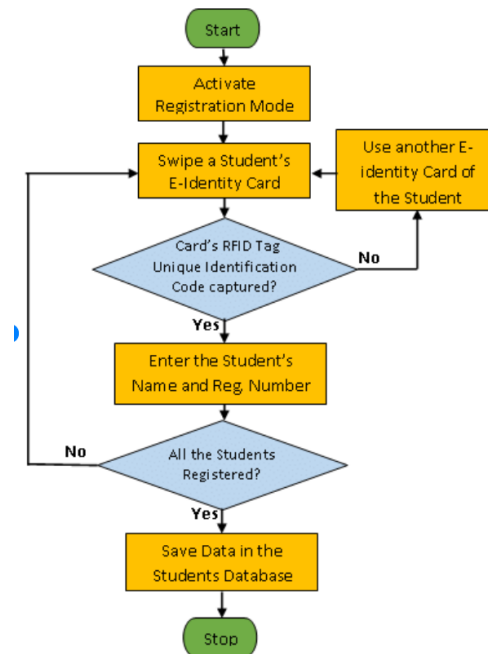 Start
Activate
Registration Mode
Swipe a Student's
E-Identity Card
Use another E-
identity Card of
the Student
Card's RFID Tag
Unique Identification
Code captured?
No
Yes
Enter the Student's
Name and Reg. Number
All the Students
Registered?
No
Yes
Save Data in the
Students Database
Stop